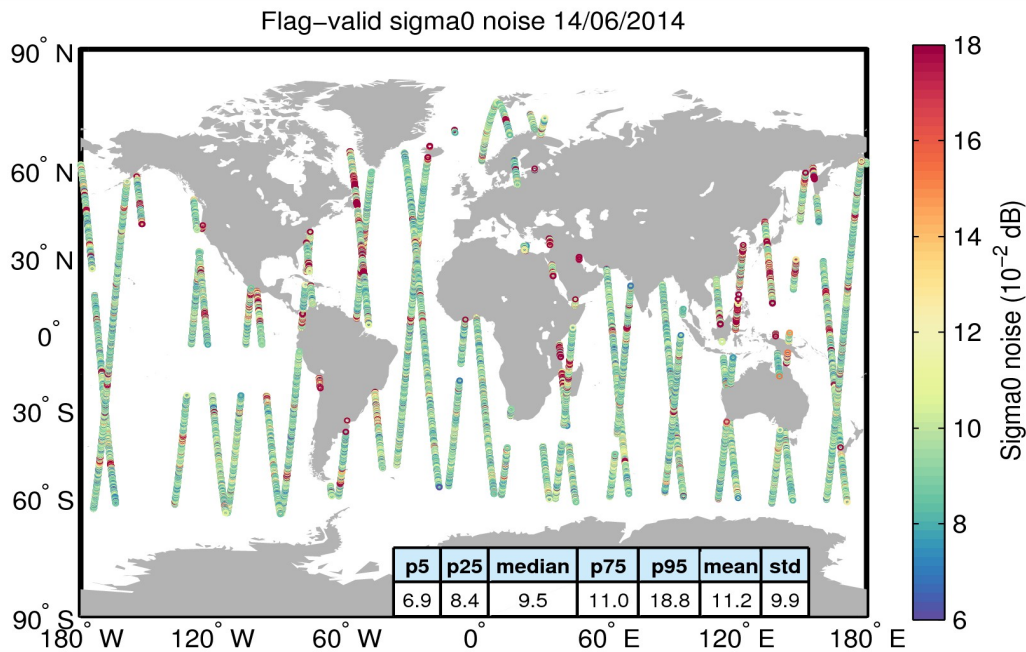 Flag−valid sigma0 noise 14/06/2014
90° N
60° N
30° N
0°
30° S
60° S
90° S
180° W
120° W
60° W
0°
60° E
120° E
180° E
p5 p25 median p75 p95 mean std
6.9 8.4 9.5 11.0 18.8 11.2 9.9
18
16
14
12
10
8
6
Sigma0 noise (10⁻² dB)